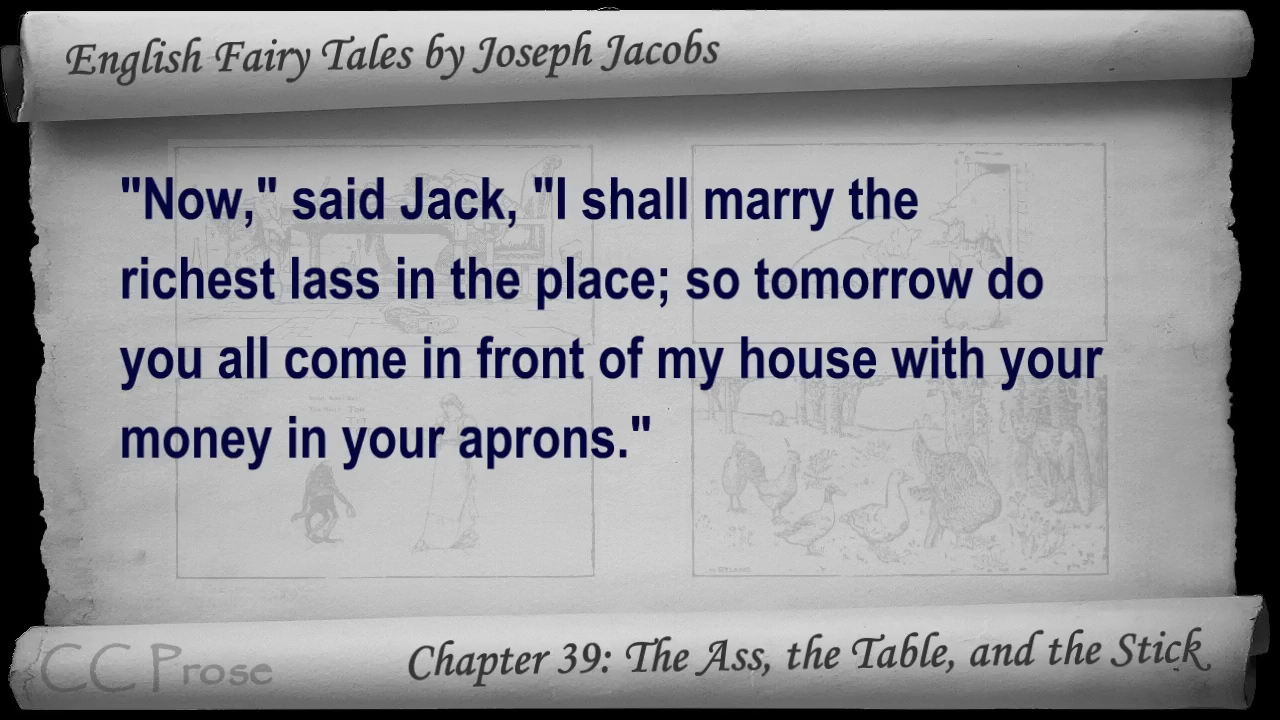 English Fairy Tales by Joseph Jacobs
"Now," said Jack, "I shall marry the
richest lass in the place; so tomorrow do
you all come in front of my house with your
money in your aprons."
CC Prose
Chapter 39: The Ass, the Table, and the Stick